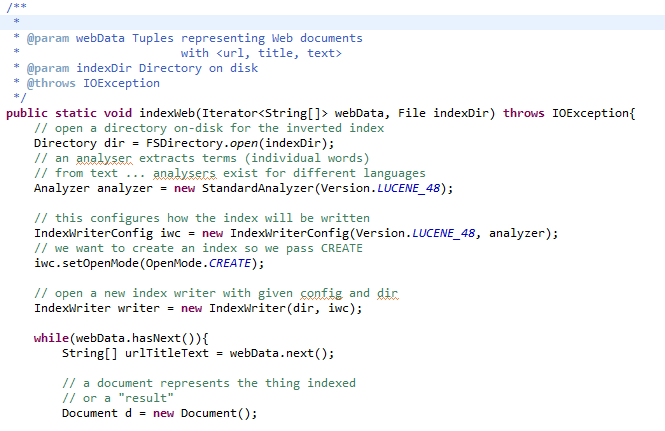 /**
 *
 * @param webData Tuples representing Web documents
 *                       with <url, title, text>
 * @param indexDir Directory on disk
 * @throws IOException
 */
public static void indexWeb(Iterator<String[]> webData, File indexDir) throws IOException{
    // open a directory on-disk for the inverted index
    Directory dir = FSDirectory.open(indexDir);
    // an analyser extracts terms (individual words)
    // from text ... analysers exist for different languages
    Analyzer analyzer = new StandardAnalyzer(Version.LUCENE_48);

    // this configures how the index will be written
    IndexWriterConfig iwc = new IndexWriterConfig(Version.LUCENE_48, analyzer);
    // we want to create an index so we pass CREATE
    iwc.setOpenMode(OpenMode.CREATE);

    // open a new index writer with given config and dir
    IndexWriter writer = new IndexWriter(dir, iwc);

    while(webData.hasNext()){
        String[] urlTitleText = webData.next();

        // a document represents the thing indexed
        // or a "result"
        Document d = new Document();